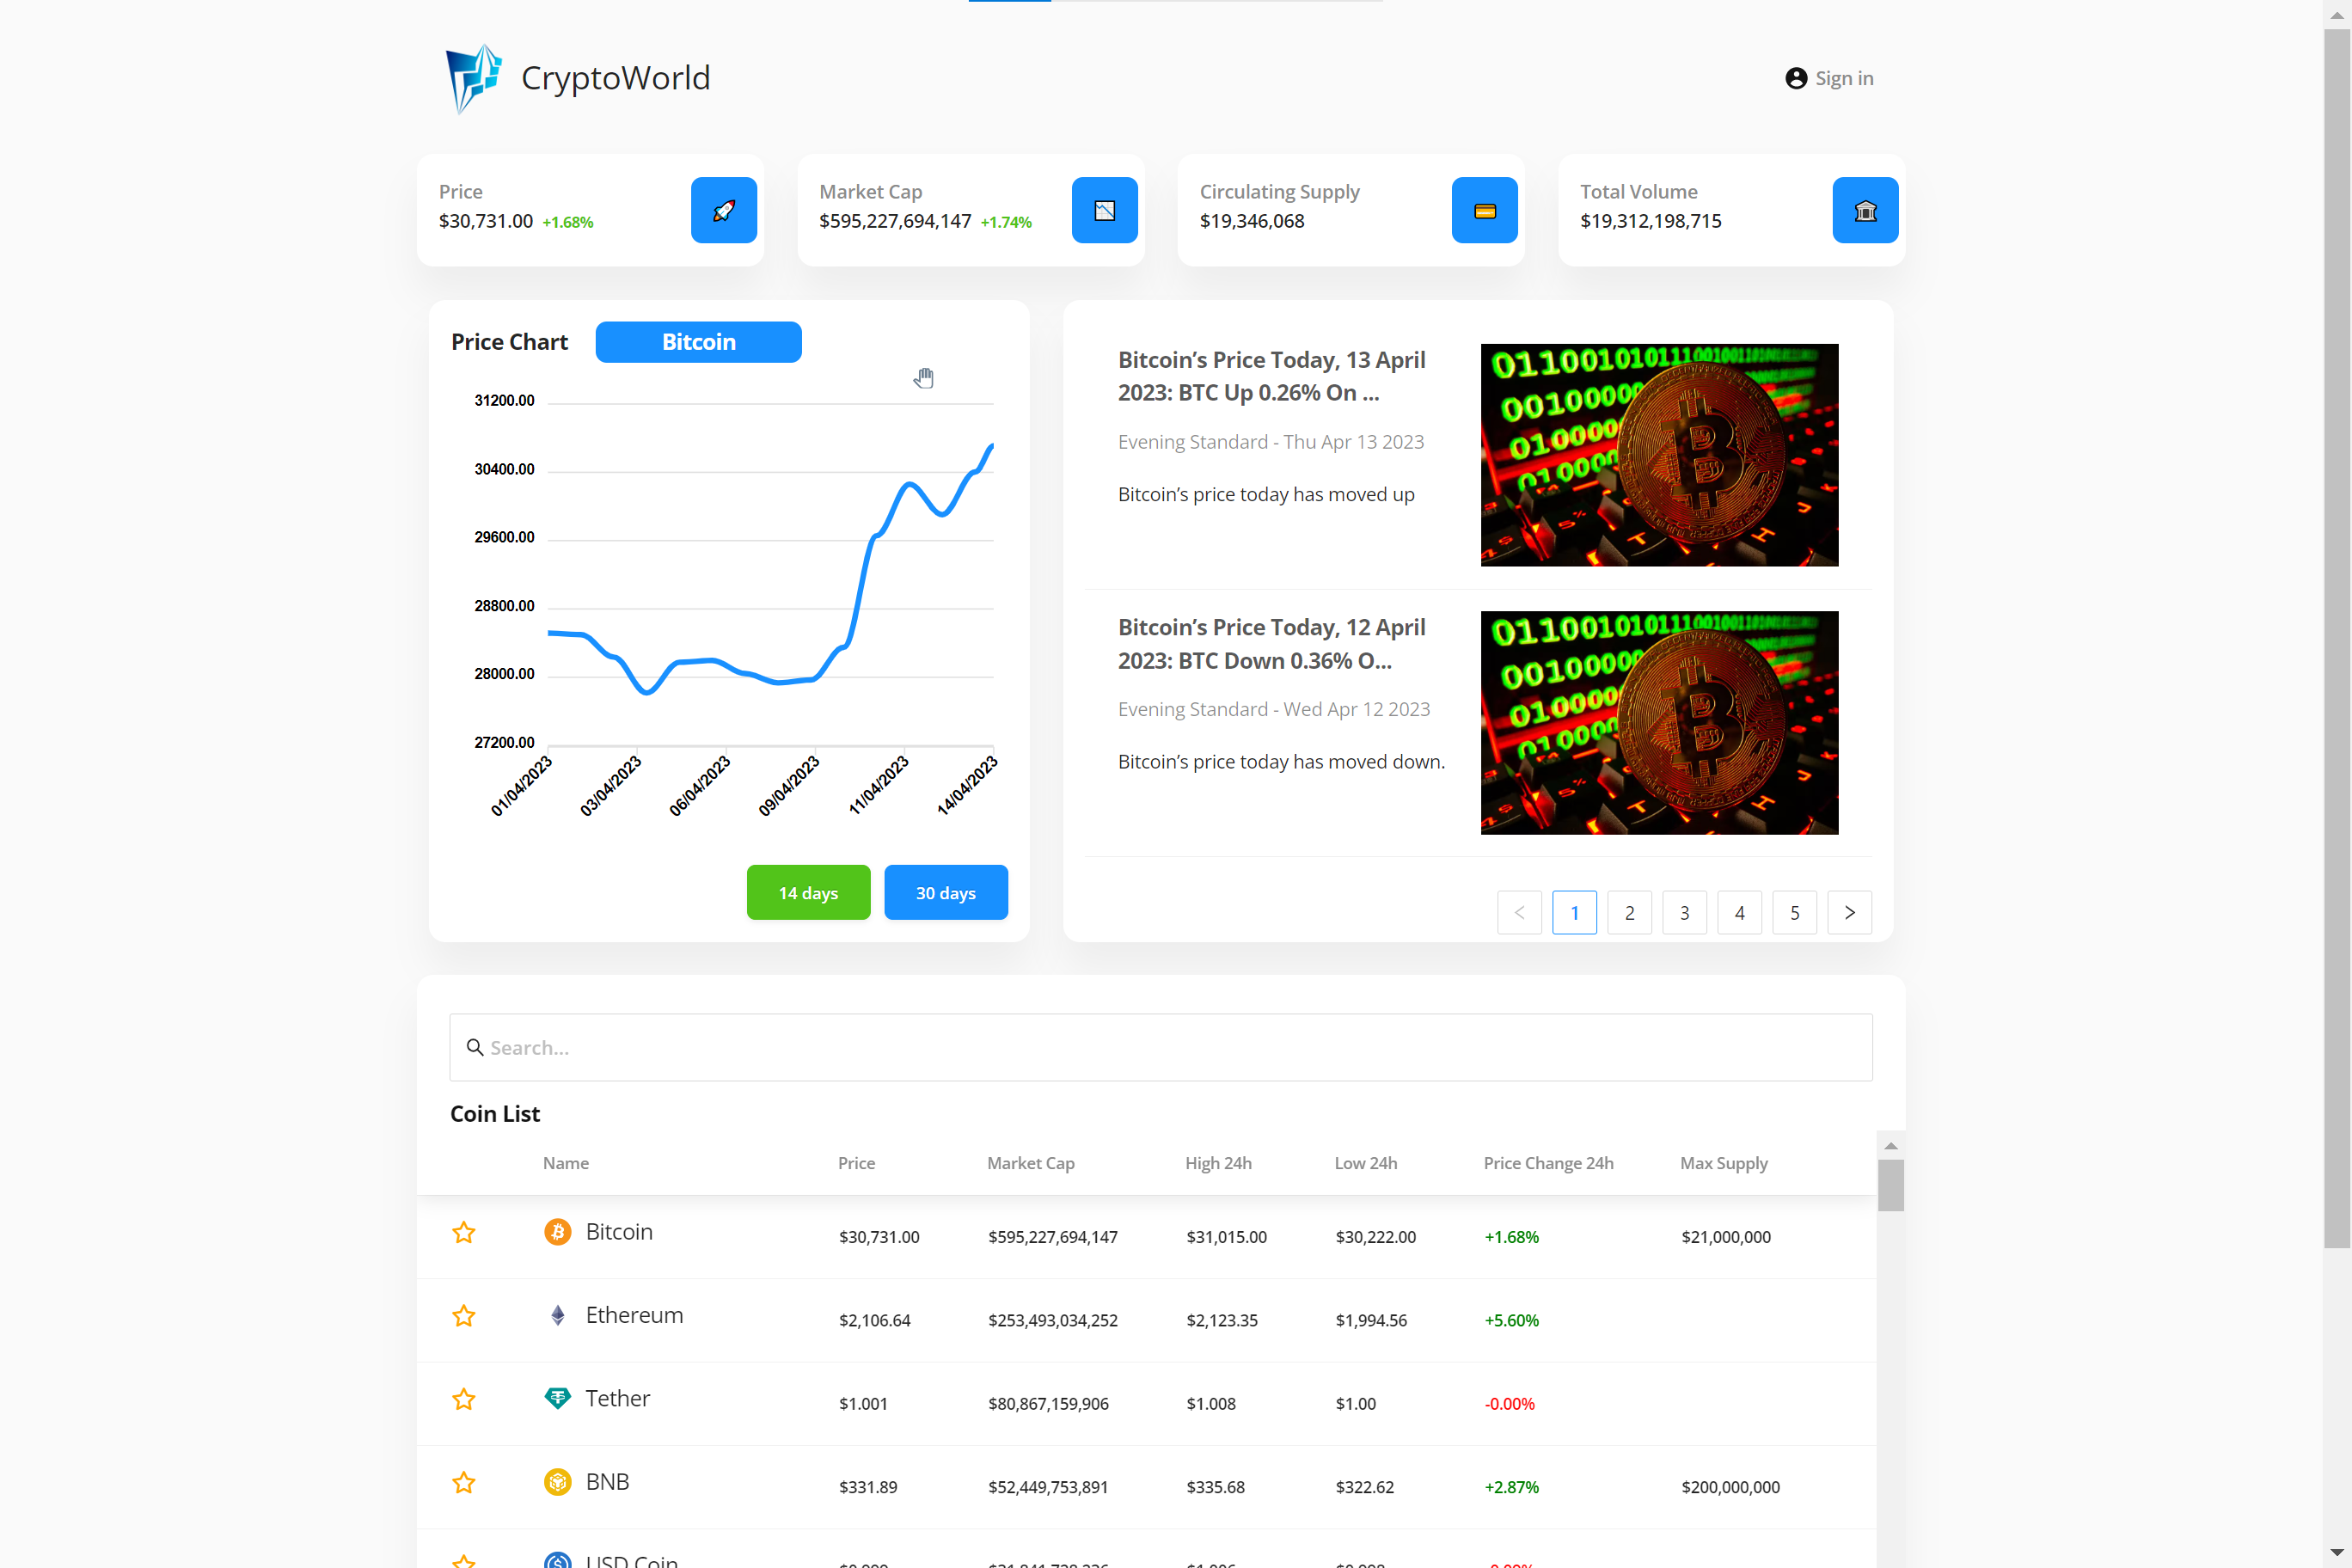 CryptoWorld
Sign in
Price
$30,731.00 +1.68%
Market Cap
$595,227,694,147 +1.74%
Circulating Supply
$19,346,068
Total Volume
$19,312,198,715
Price Chart
Bitcoin
31200.00
30400.00
29600.00
28800.00
28000.00
27200.00
01/04/2023
03/04/2023
06/04/2023
09/04/2023
11/04/2023
14/04/2023
14 days
30 days
Bitcoin’s Price Today, 13 April
2023: BTC Up 0.26% On ...
Evening Standard - Thu Apr 13 2023
Bitcoin’s price today has moved up
Bitcoin’s Price Today, 12 April
2023: BTC Down 0.36% O...
Evening Standard - Wed Apr 12 2023
Bitcoin’s price today has moved down.
< 1 2 3 4 5 >
Search...
Coin List
Name Price Market Cap High 24h Low 24h Price Change 24h Max Supply
Bitcoin $30,731.00 $595,227,694,147 $31,015.00 $30,222.00 +1.68% $21,000,000
Ethereum $2,106.64 $253,493,034,252 $2,123.35 $1,994.56 +5.60%
Tether $1.001 $80,867,159,906 $1.008 $1.00 -0.00%
BNB $331.89 $52,449,753,891 $335.68 $322.62 +2.87% $200,000,000
USD Coin